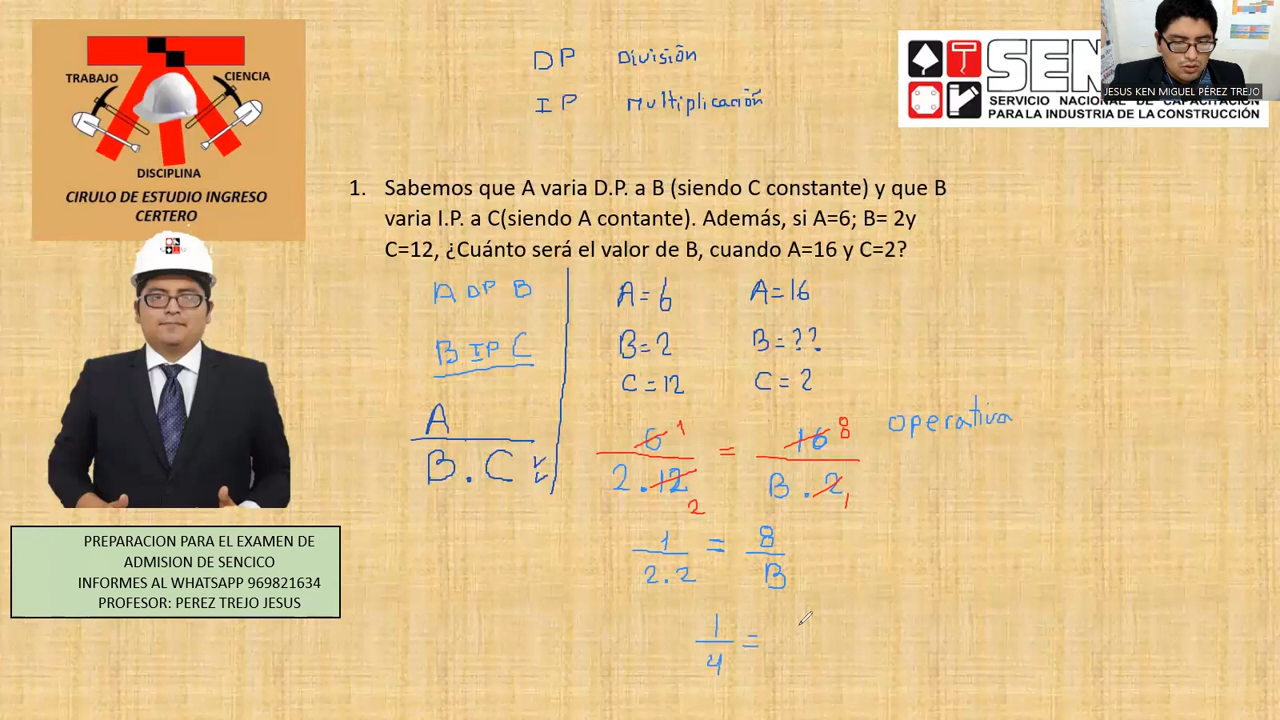 TRABAJO
CIENCIA
DISCIPLINA
CIRULO DE ESTUDIO INGRESO
CERTERO
DP División
IP Multiplicación
SEN
SERVICIO NACIONAL DE CAPACITACIÓN
PARA LA INDUSTRIA DE LA CONSTRUCCIÓN
JESUS KEN MIGUEL PÉREZ TREJO
1. Sabemos que A varia D.P. a B (siendo C constante) y que B
varia I.P. a C(siendo A contante). Además, si A=6; B= 2y
C=12, ¿Cuánto será el valor de B, cuando A=16 y C=2?
A DP B
B IP C
A
B . C
A = 6
B = 2
C = 12
A = 16
B = ??
C = 2
6 1 = 16 8
2 . 12 2 B . 2 1
operativa
1 = 8
2 . 2 B
1 =
4
PREPARACION PARA EL EXAMEN DE
ADMISION DE SENCICO
INFORMES AL WHATSAPP 969821634
PROFESOR: PEREZ TREJO JESUS